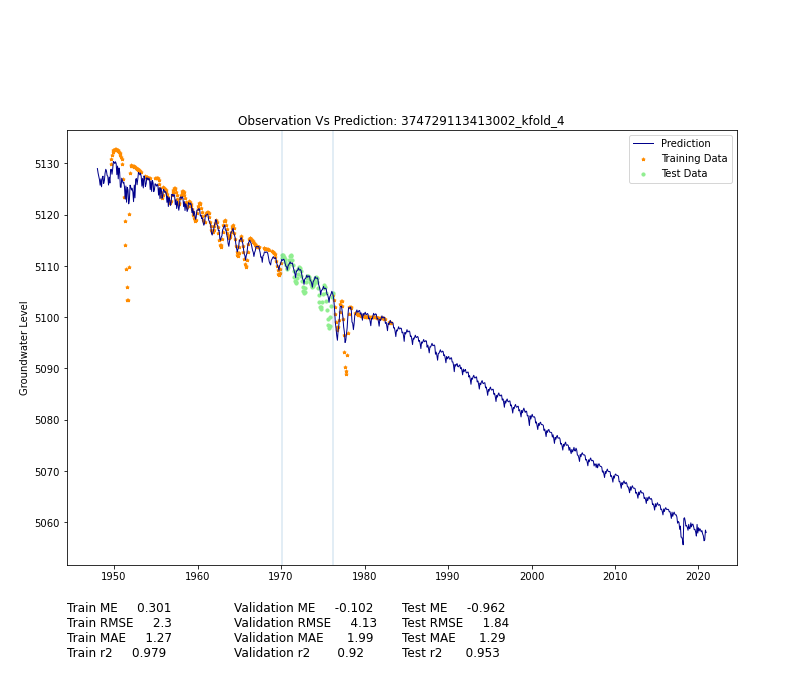 Observation Vs Prediction: 374729113413002_kfold_4
Prediction
Training Data
Test Data
Groundwater Level
5130
5120
5110
5100
5090
5080
5070
5060
1950 1960 1970 1980 1990 2000 2010 2020
Train ME 0.301 Validation ME -0.102 Test ME -0.962
Train RMSE 2.3 Validation RMSE 4.13 Test RMSE 1.84
Train MAE 1.27 Validation MAE 1.99 Test MAE 1.29
Train r2 0.979 Validation r2 0.92 Test r2 0.953